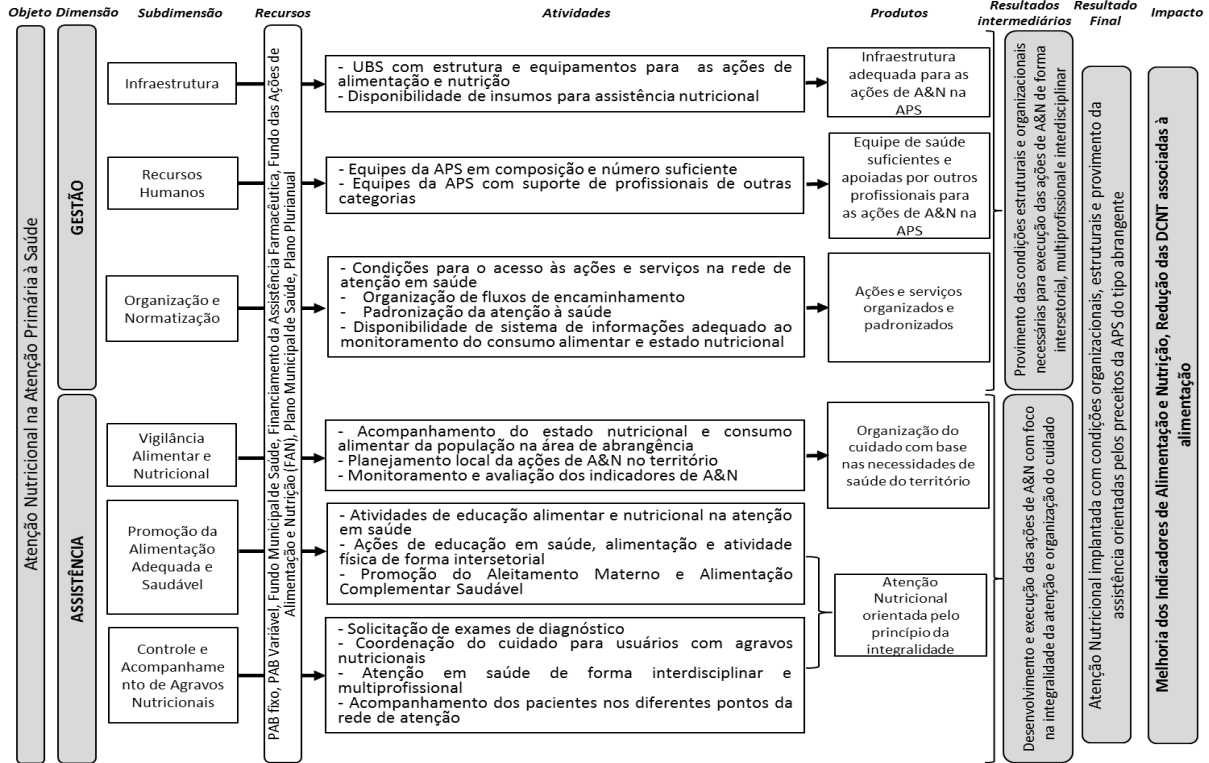 Objeto
Dimensão
Subdimensão
Recursos
Atividades
Produtos
Resultados
intermediários
Resultado
Final
Impacto
Atenção Nutricional na Atenção Primária à Saúde
GESTÃO
Infraestrutura
Recursos
Humanos
Organização e
Normatização
ASSISTÊNCIA
Vigilância
Alimentar e
Nutricional
Promoção da
Alimentação
Adequada e
Saudável
Controle e
Acompanhame
nto de Agravos
Nutricionais
PAB fixo, PAB Variável, Fundo Municipal de Saúde, Financiamento da Assistência Farmacêutica, Fundo das Ações de
Alimentação e Nutrição (FAN), Plano Municipal de Saúde, Plano Plurianual
- UBS com estrutura e equipamentos para as ações de
alimentação e nutrição
- Disponibilidade de insumos para assistência nutricional
- Equipes da APS em composição e número suficiente
- Equipes da APS com suporte de profissionais de outras
categorias
- Condições para o acesso às ações e serviços na rede de
atenção em saúde
- Organização de fluxos de encaminhamento
- Padronização da atenção à saúde
- Disponibilidade de sistema de informações adequado ao
monitoramento do consumo alimentar e estado nutricional
- Acompanhamento do estado nutricional e consumo
alimentar da população na área de abrangência
- Planejamento local da ações de A&N no território
- Monitoramento e avaliação dos indicadores de A&N
- Atividades de educação alimentar e nutricional na atenção
em saúde
- Ações de educação em saúde, alimentação e atividade
física de forma intersetorial
- Promoção do Aleitamento Materno e Alimentação
Complementar Saudável
- Solicitação de exames de diagnóstico
- Coordenação do cuidado para usuários com agravos
nutricionais
- Atenção em saúde de forma interdisciplinar e
multiprofissional
- Acompanhamento dos pacientes nos diferentes pontos da
rede de atenção
Infraestrutura
adequada para as
ações de A&N na
APS
Equipe de saúde
suficientes e
apoiadas por outros
profissionais para
as ações de A&N na
APS
Ações e serviços
organizados e
padronizados
Organização do
cuidado com base
nas necessidades de
saúde do território
Atenção
Nutricional
orientada pelo
princípio da
integralidade
Provimento das condições estruturais e organizacionais
necessárias para execução das ações de A&N de forma
intersetorial, multiprofissional e interdisciplinar
Desenvolvimento e execução das ações de A&N com foco
na integralidade da atenção e organização do cuidado
Atenção Nutricional implantada com condições organizacionais, estruturais e provimento da
assistência orientadas pelos preceitos da APS do tipo abrangente
Melhoria dos Indicadores de Alimentação e Nutrição, Redução das DCNT associadas à
alimentação